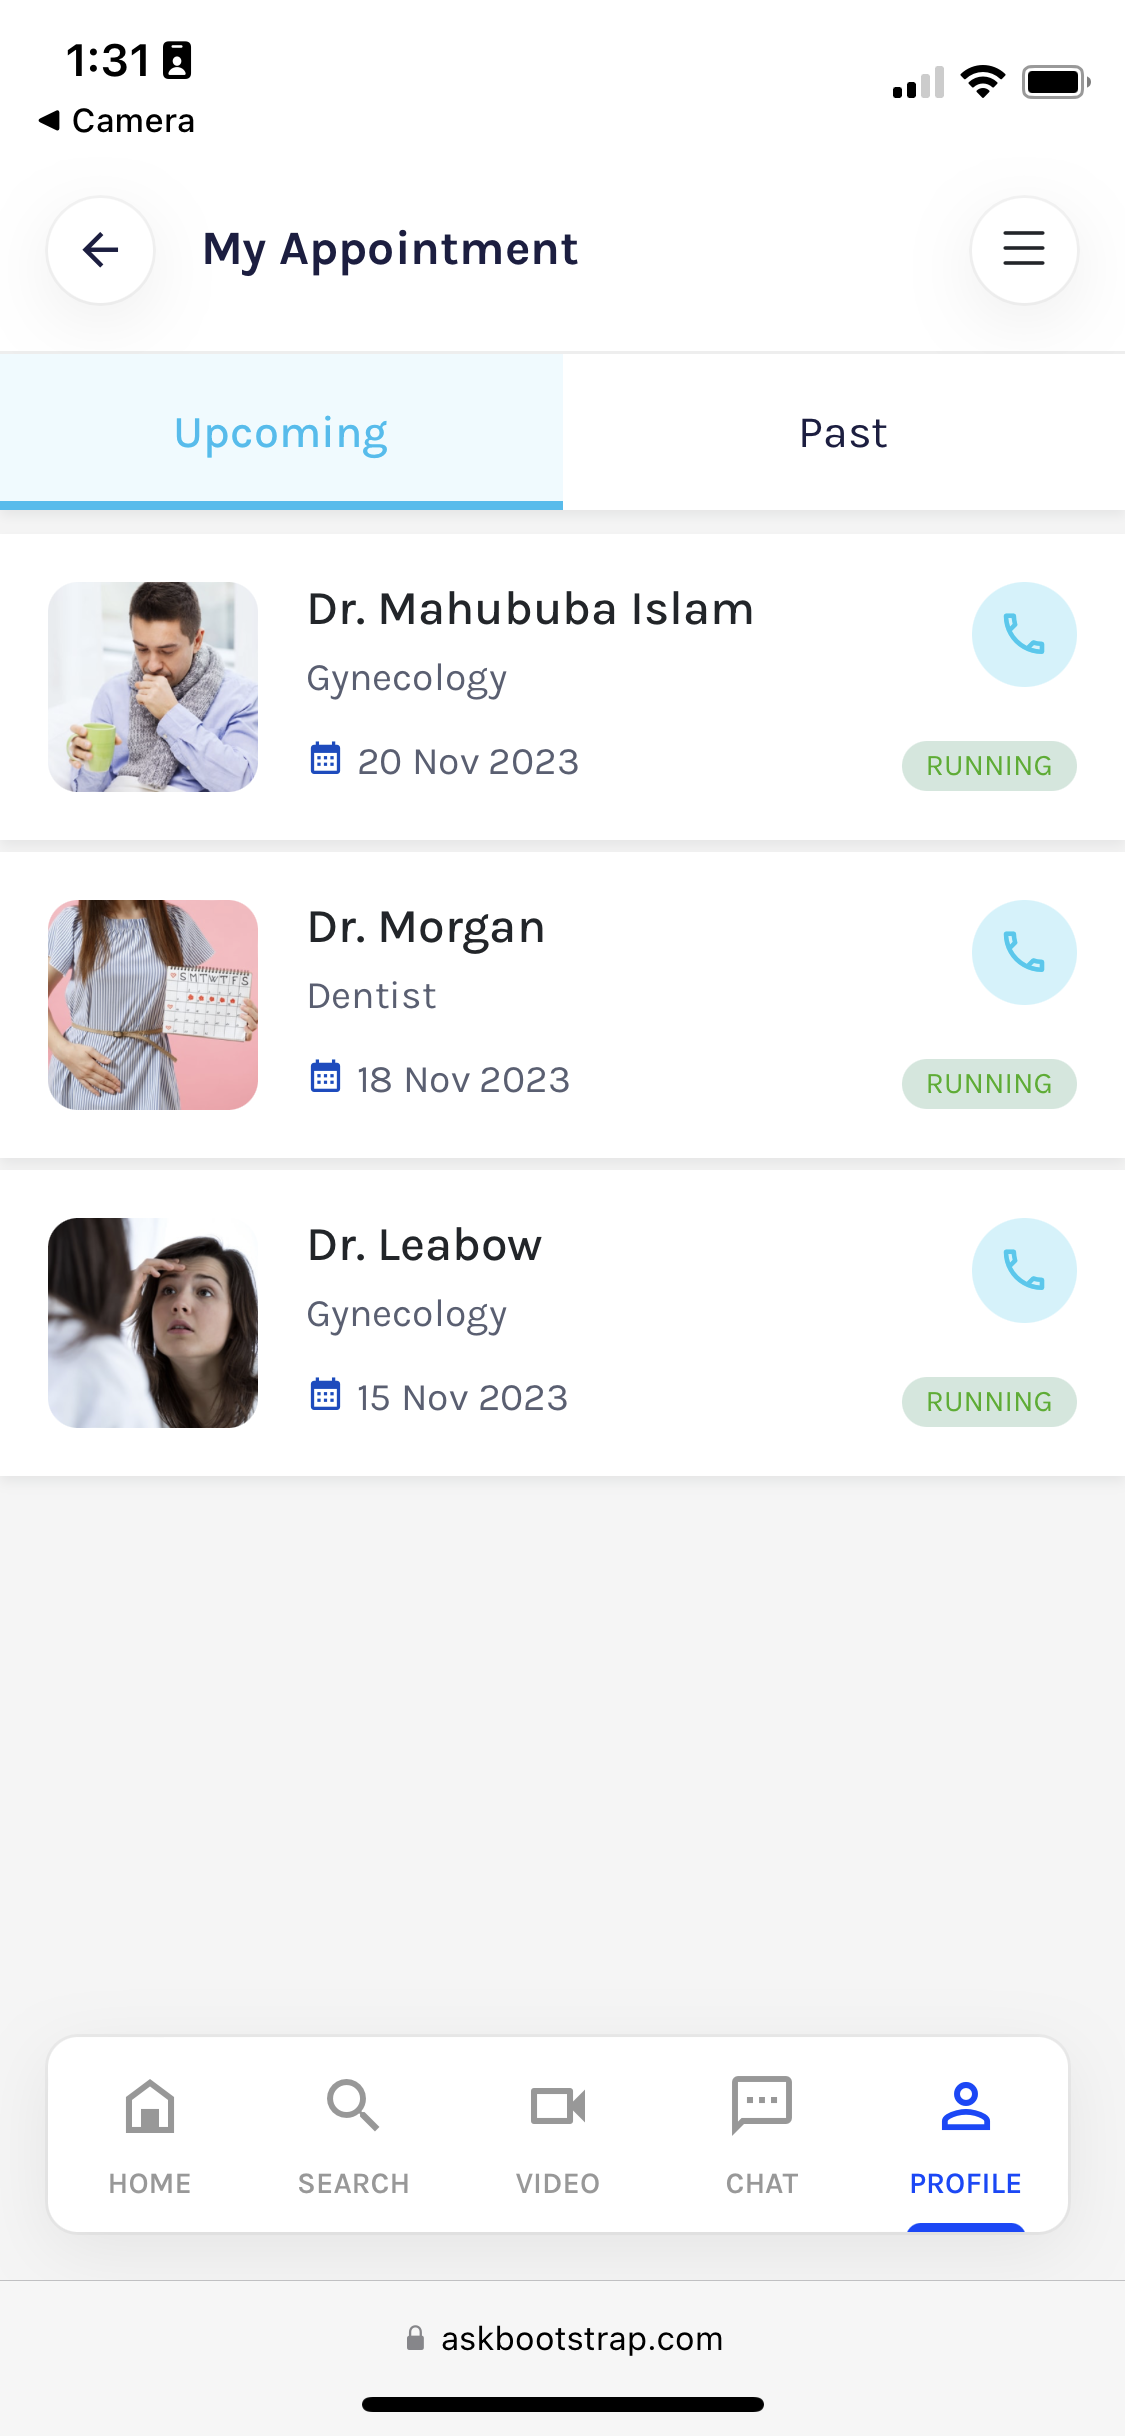 1:31
Camera
My Appointment
Upcoming
Past
Dr. Mahububa Islam
Gynecology
20 Nov 2023
RUNNING
S M T W T F S
Dr. Morgan
Dentist
18 Nov 2023
RUNNING
Dr. Leabow
Gynecology
15 Nov 2023
RUNNING
HOME
SEARCH
VIDEO
CHAT
PROFILE
askbootstrap.com